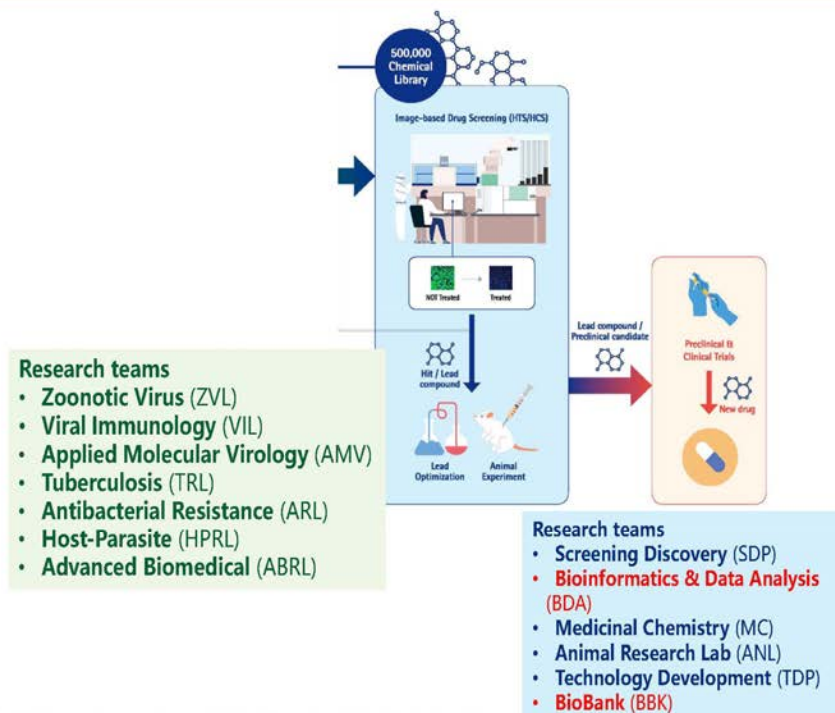 500,000
Chemical
Library
Image-based Drug Screening (HTS/HCS)
NOT Treated
Treated
Hit / Lead
compound
Lead
Optimization
Animal
Experiment
Lead compound /
Preclinical candidate
Preclinical &
Clinical Trials
New drug
Research teams
• Zoonotic Virus (ZVL)
• Viral Immunology (VIL)
• Applied Molecular Virology (AMV)
• Tuberculosis (TRL)
• Antibacterial Resistance (ARL)
• Host-Parasite (HPRL)
• Advanced Biomedical (ABRL)
Research teams
• Screening Discovery (SDP)
• Bioinformatics & Data Analysis
(BDA)
• Medicinal Chemistry (MC)
• Animal Research Lab (ANL)
• Technology Development (TDP)
• BioBank (BBK)